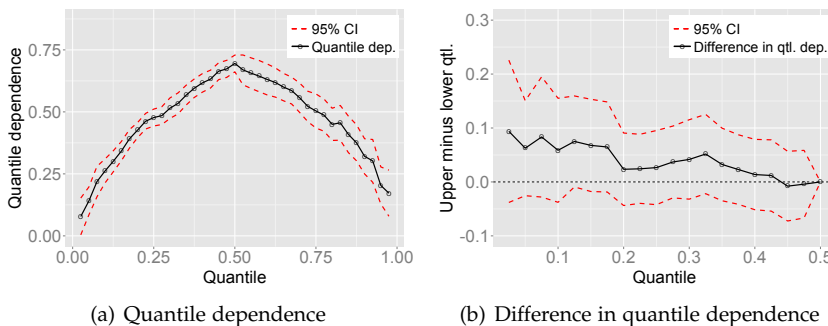 95% CI
Quantile dep.
Quantile dependence
0.75
0.50
0.25
0.00
0.00 0.25 0.50 0.75 1.00
Quantile
(a) Quantile dependence
95% CI
Difference in qtl. dep.
Upper minus lower qtl.
0.3
0.2
0.1
0.0
-0.1
0.1 0.2 0.3 0.4 0.5
Quantile
(b) Difference in quantile dependence